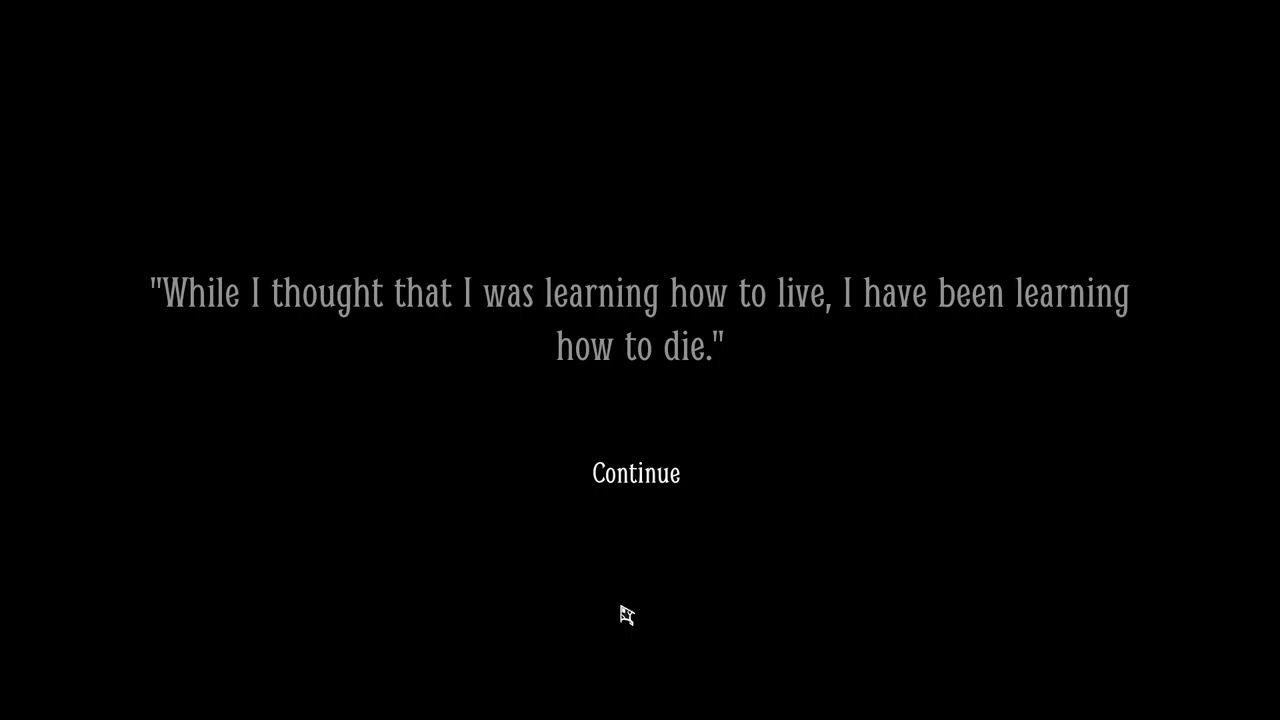 "While I thought that I was learning how to live, I have been learning
how to die."
Continue